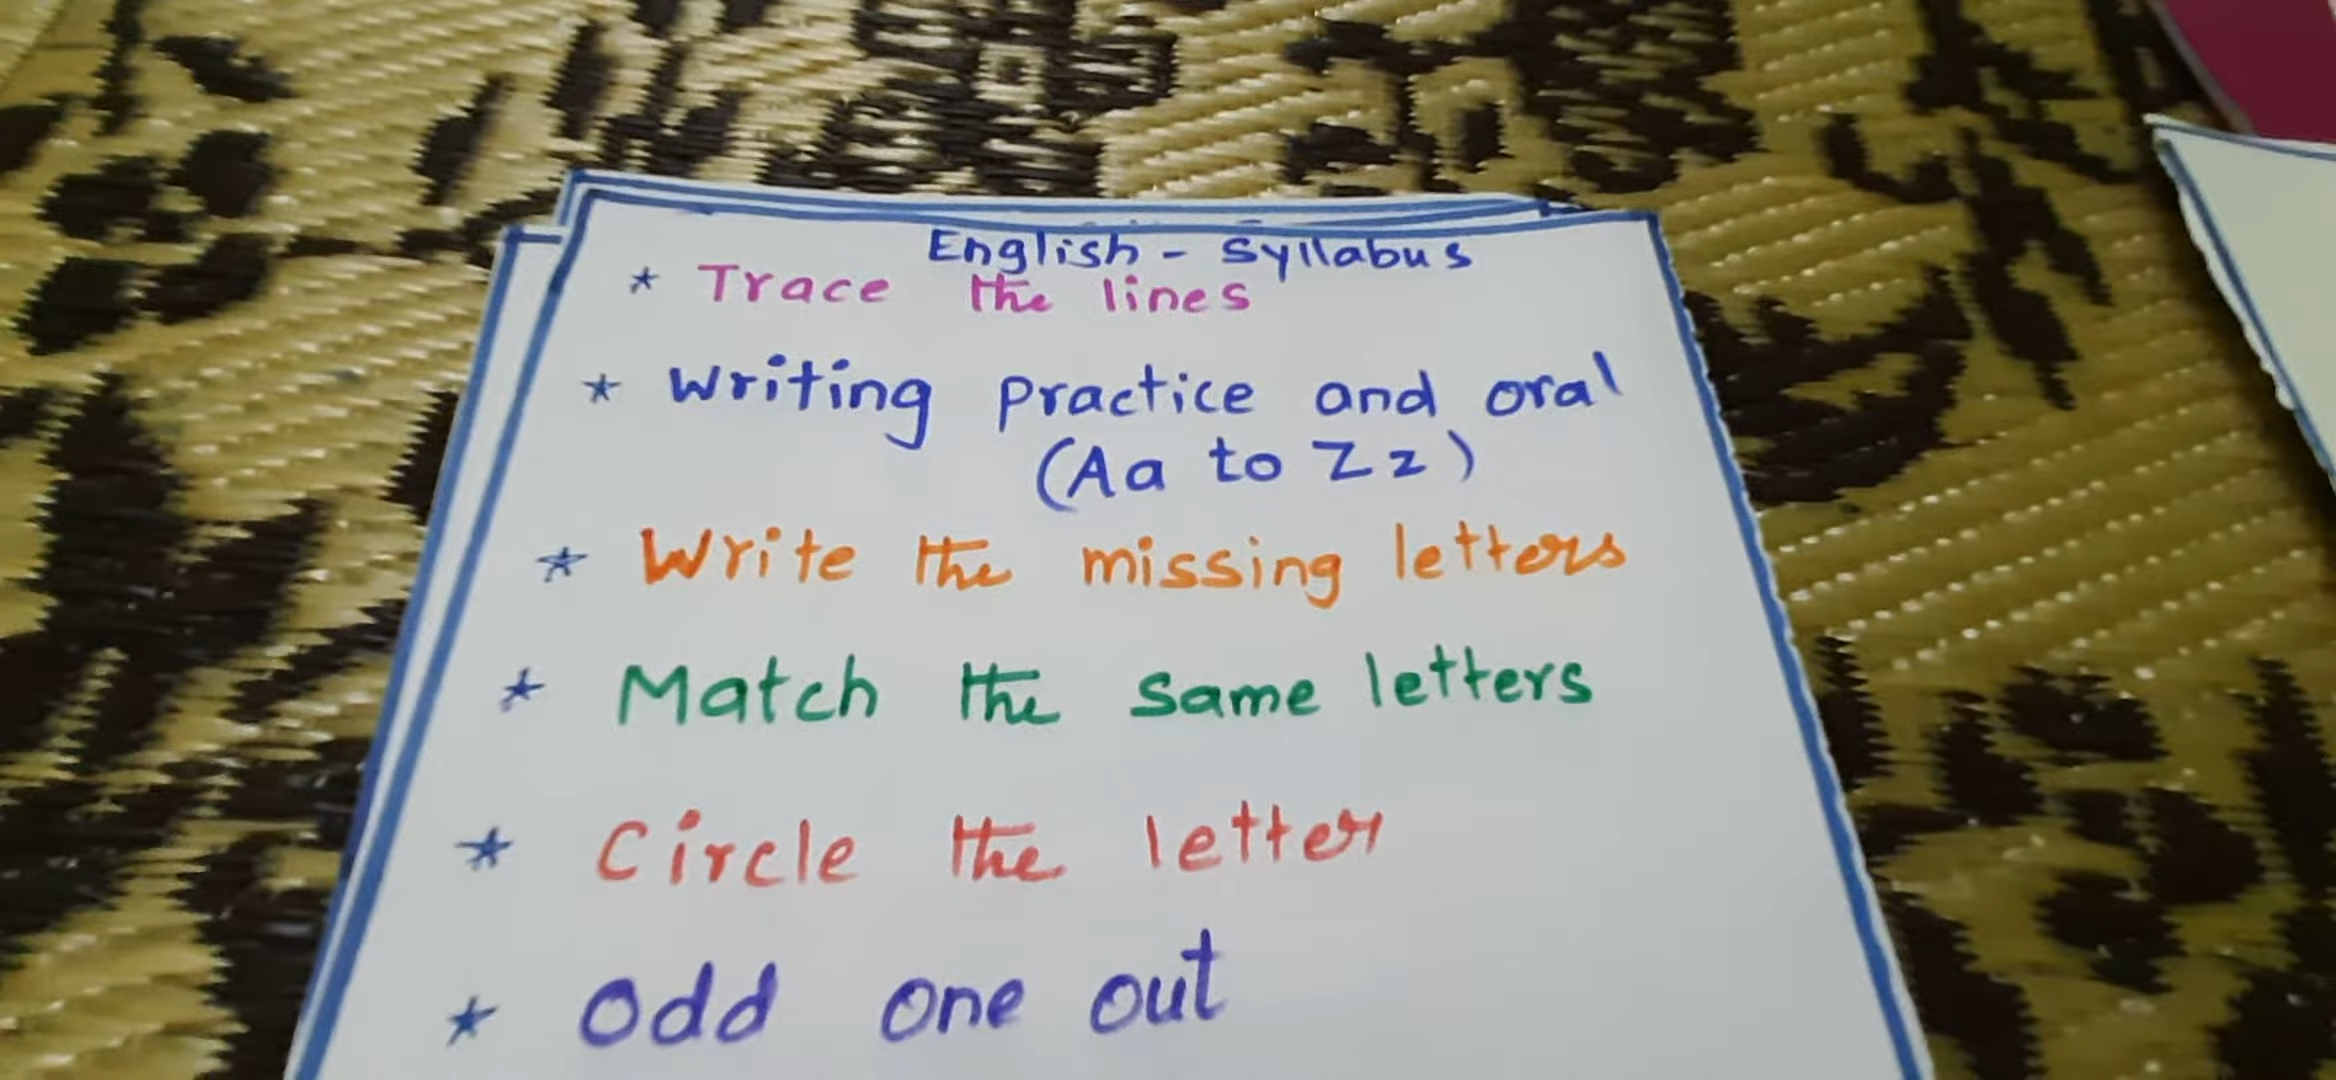 English - Syllabus
* Trace the lines
* Writing practice and oral
(Aa to Zz)
* Write the missing letters
* Match the same letters
* Circle the letter
* Odd one out